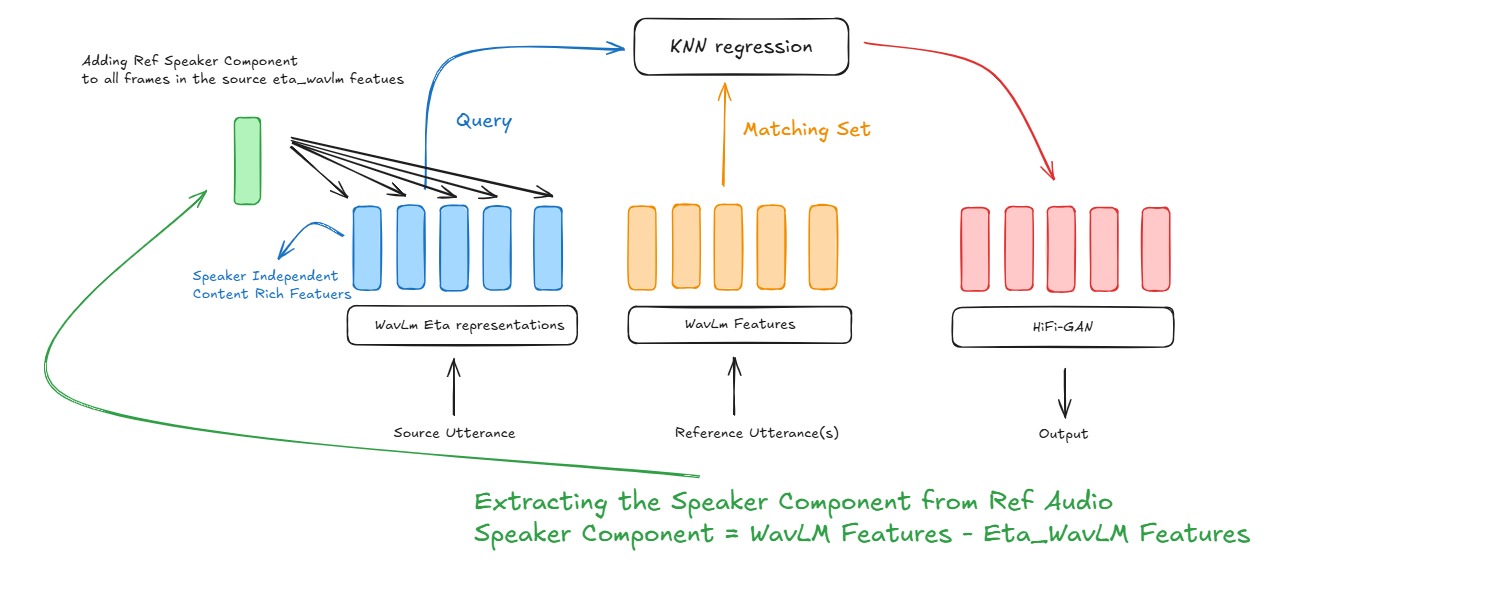 KNN regression
Adding Ref Speaker Component
to all frames in the source eta_wavlm featues
Query
Matching Set
Speaker Independent
Content Rich Featuers
WavLm Eta representations
WavLm Features
HiFi-GAN
Source Utterance
Reference Utterance(s)
Output
Extracting the Speaker Component from Ref Audio
Speaker Component = WavLM Features - Eta_WavLM Features